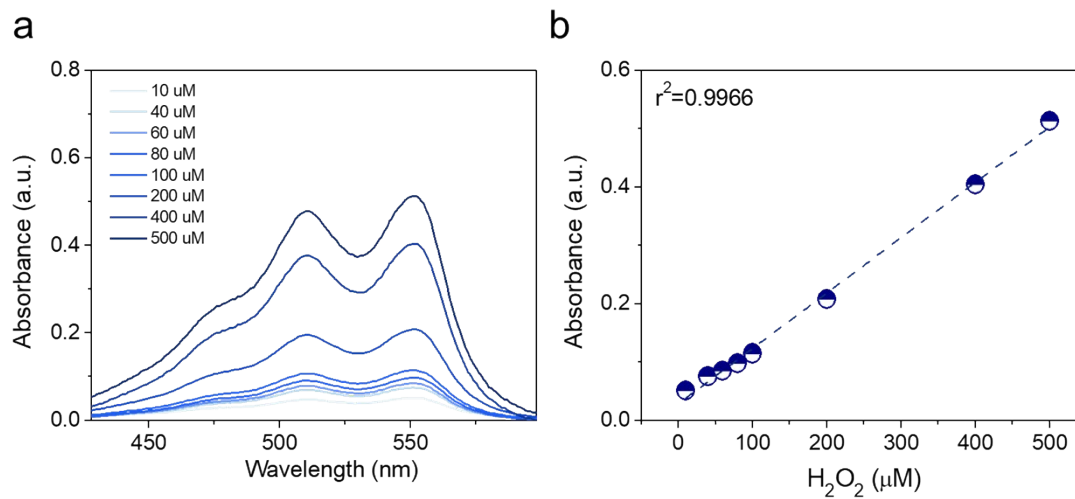 a
0.8
0.6
0.4
0.2
0.0
Absorbance (a.u.)
10 uM
40 uM
60 uM
80 uM
100 uM
200 uM
400 uM
500 uM
450
500
550
Wavelength (nm)
b
0.6
0.4
0.2
0.0
Absorbance (a.u.)
r²=0.9966
0
100
200
300
400
500
H₂O₂ (μM)